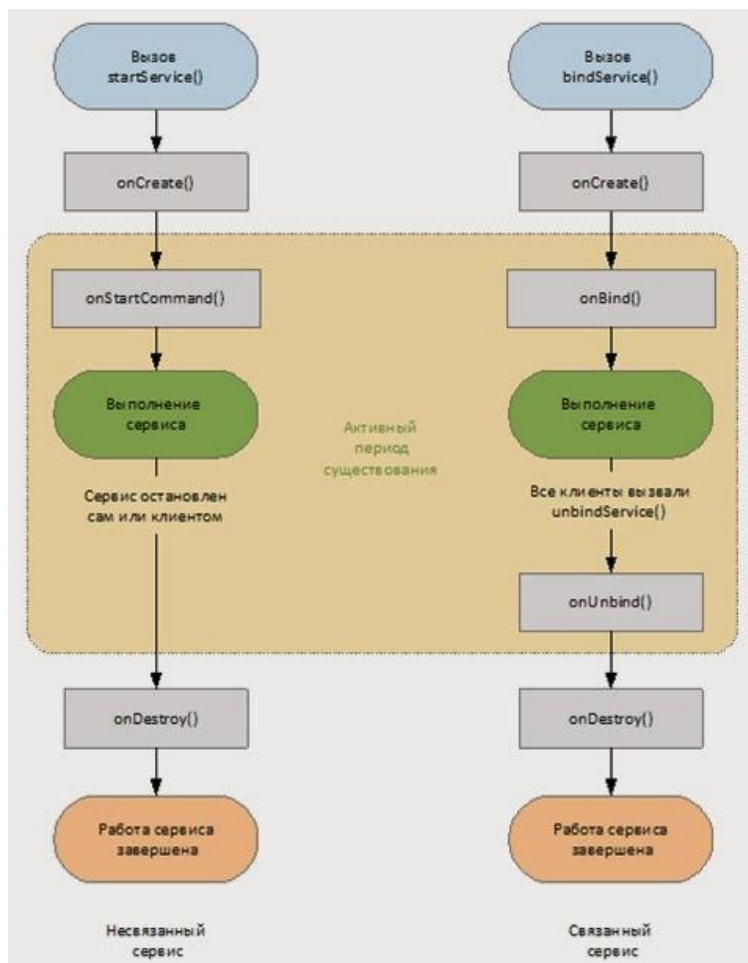 Вызов
startService()
onCreate()
onStartCommand()
Выполнение
сервиса
Сервис остановлен
сам или клиентом
onDestroy()
Работа сервиса
завершена
Несвязанный
сервис
Активный
период
существования
Вызов
bindService()
onCreate()
onBind()
Выполнение
сервиса
Все клиенты вызвали
unbindService()
onUnbind()
onDestroy()
Работа сервиса
завершена
Связанный
сервис